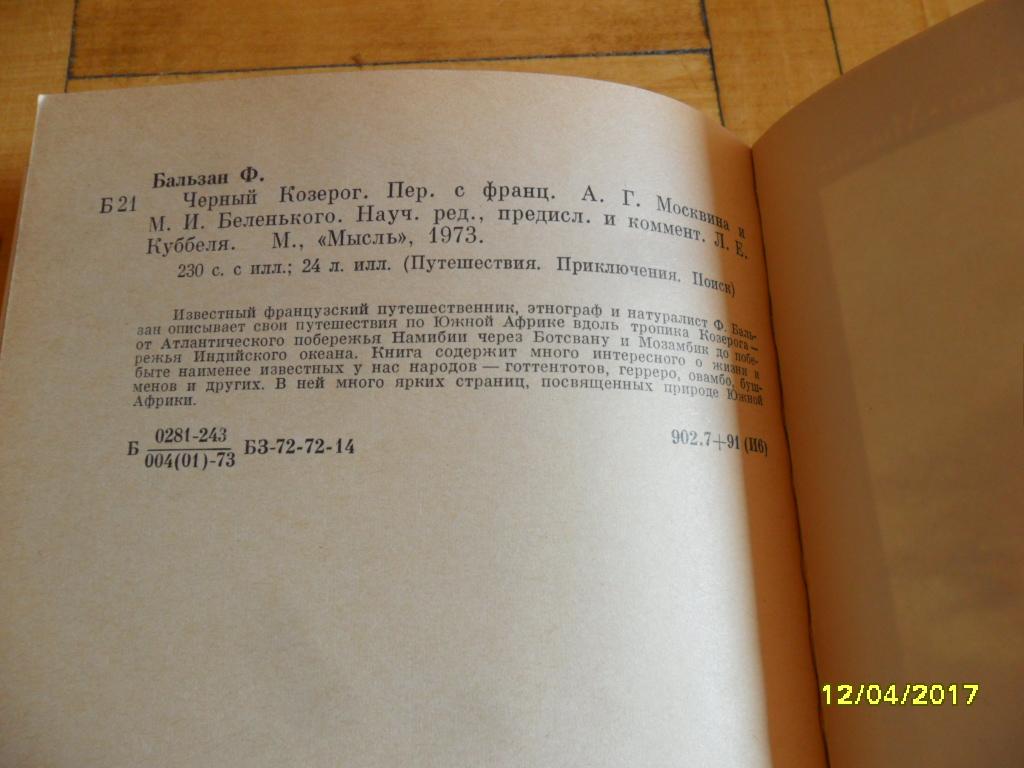 Бальзан Ф.
Б 21 Черный Козерог. Пер. с франц. А. Г. Москвина и
М. И. Беленького. Науч. ред., предисл. и коммент. Л. Е.
Куббеля. М., «Мысль», 1973.
230 с. с илл.; 24 л. илл. (Путешествия. Приключения. Поиск)
Известный французский путешественник, этнограф и натуралист Ф. Баль-
зан описывает свои путешествия по Южной Африке вдоль тропика Козерога —
от Атлантического побережья Намибии через Ботсвану и Мозамбик до побе-
режья Индийского океана. Книга содержит много интересного о жизни и
быте наименее известных у нас народов — готтентотов, герреро, овамбо, буш-
менов и других. В ней много ярких страниц, посвященных природе Южной
Африки.
Б 0281-243
004(01)-73 БЗ-72-72-14
902.7+91 (И6)
12/04/2017